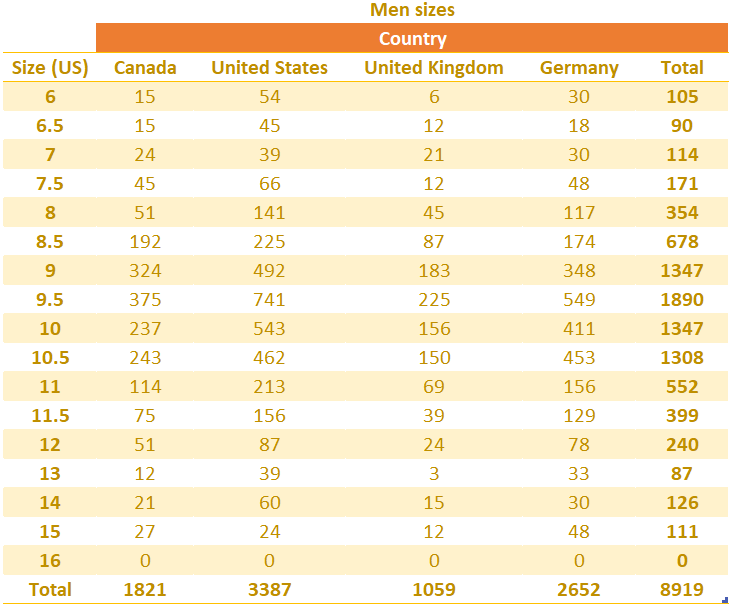 Men sizes
Country
Size (US) Canada United States United Kingdom Germany Total
6 15 54 6 30 105
6.5 15 45 12 18 90
7 24 39 21 30 114
7.5 45 66 12 48 171
8 51 141 45 117 354
8.5 192 225 87 174 678
9 324 492 183 348 1347
9.5 375 741 225 549 1890
10 237 543 156 411 1347
10.5 243 462 150 453 1308
11 114 213 69 156 552
11.5 75 156 39 129 399
12 51 87 24 78 240
13 12 39 3 33 87
14 21 60 15 30 126
15 27 24 12 48 111
16 0 0 0 0 0
Total 1821 3387 1059 2652 8919